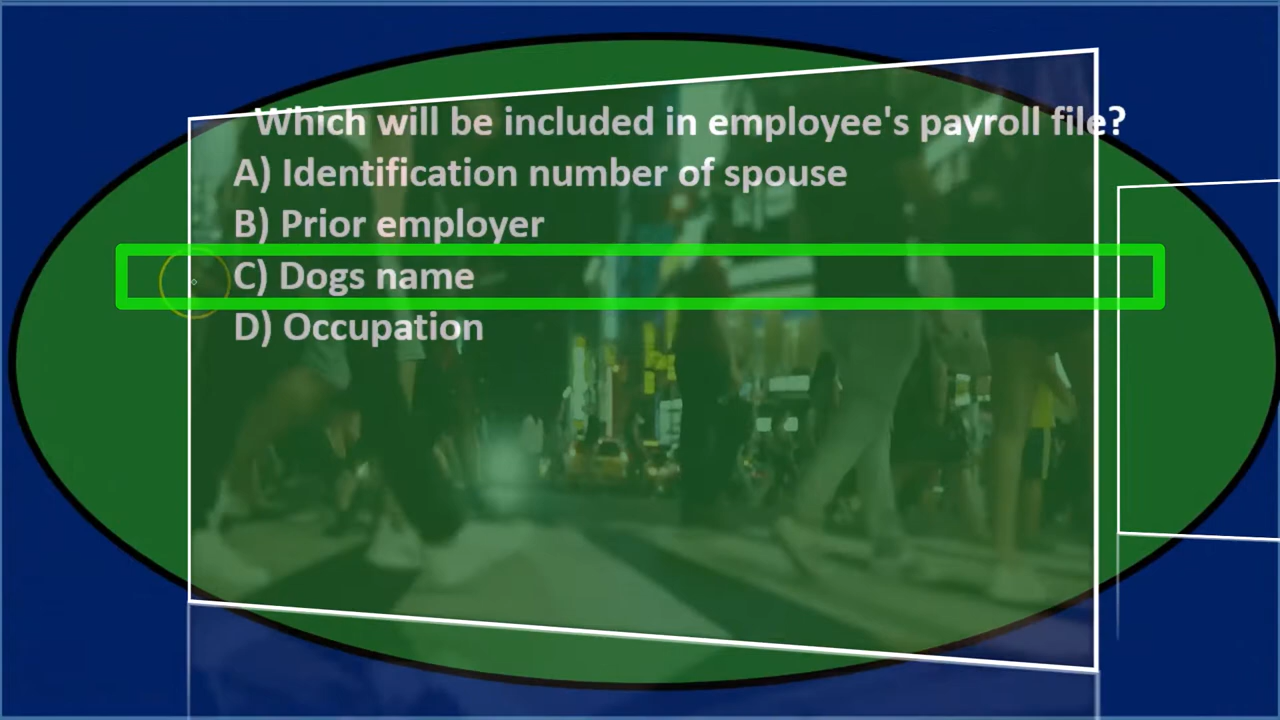 Which will be included in employee's payroll file?
A) Identification number of spouse
B) Prior employer
C) Dogs name
D) Occupation